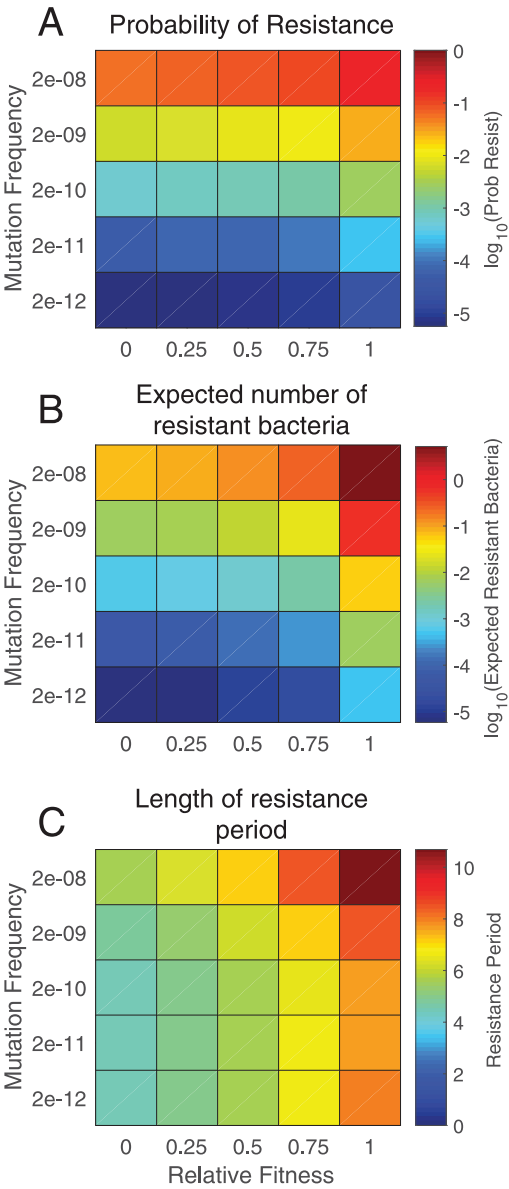 A
Probability of Resistance
Mutation Frequency
2e-08
2e-09
2e-10
2e-11
2e-12
0 0.25 0.5 0.75 1
0
-1
-2
-3
-4
-5
log10(Prob Resist)
B
Expected number of
resistant bacteria
Mutation Frequency
2e-08
2e-09
2e-10
2e-11
2e-12
0 0.25 0.5 0.75 1
0
-1
-2
-3
-4
-5
log10(Expected Resistant Bacteria)
C
Length of resistance
period
Mutation Frequency
2e-08
2e-09
2e-10
2e-11
2e-12
0 0.25 0.5 0.75 1
Relative Fitness
10
8
6
4
2
0
Resistance Period